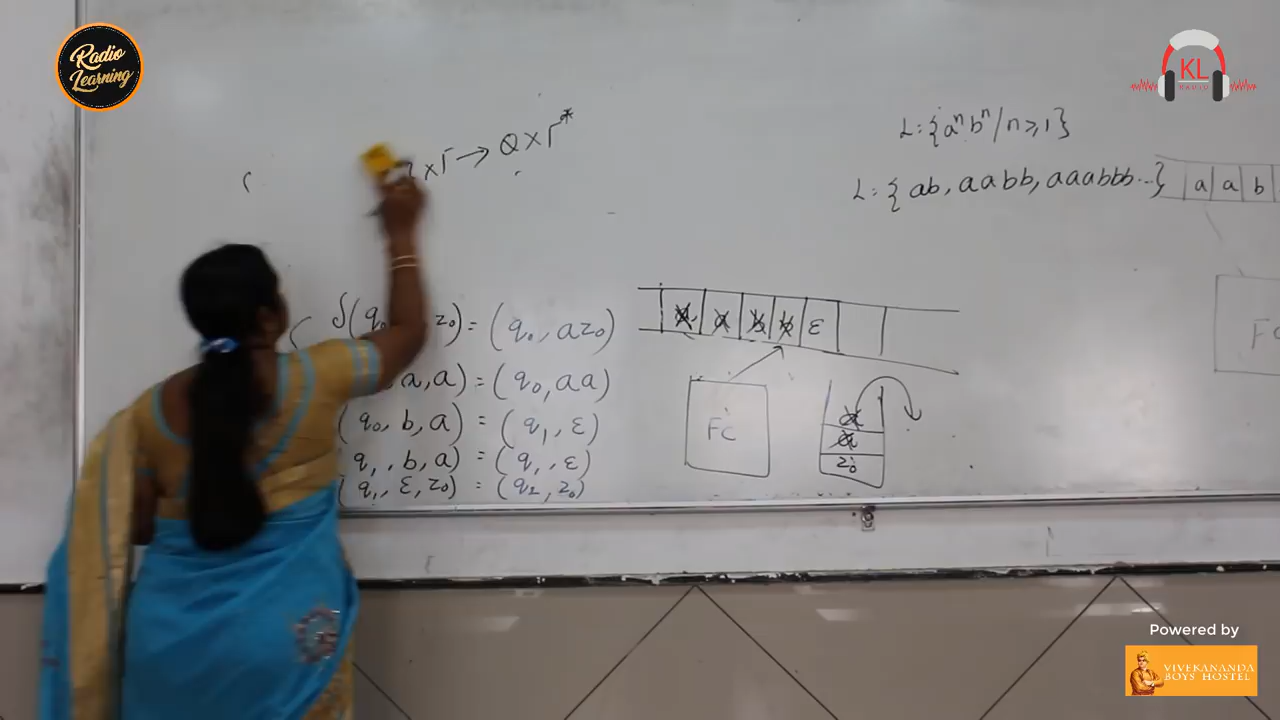 Radio
Learning
KL
RADIO
L:{aⁿbⁿ/n≥1}
L:{ab, aabb, aaabbb...}
a a b
x Γ → Q x Γ*
δ(q₀ z₀) = (q₀, az₀)
a, a) = (q₀, aa)
(q₀, b, a) = (q₁, ε)
(q₁, b, a) = (q₁, ε)
(q₁, ε, z₀) = (q₂, z₀)
a a b b ε
FC
a
a
z₀
Powered by
VIVEKANANDA
BOYS HOSTEL